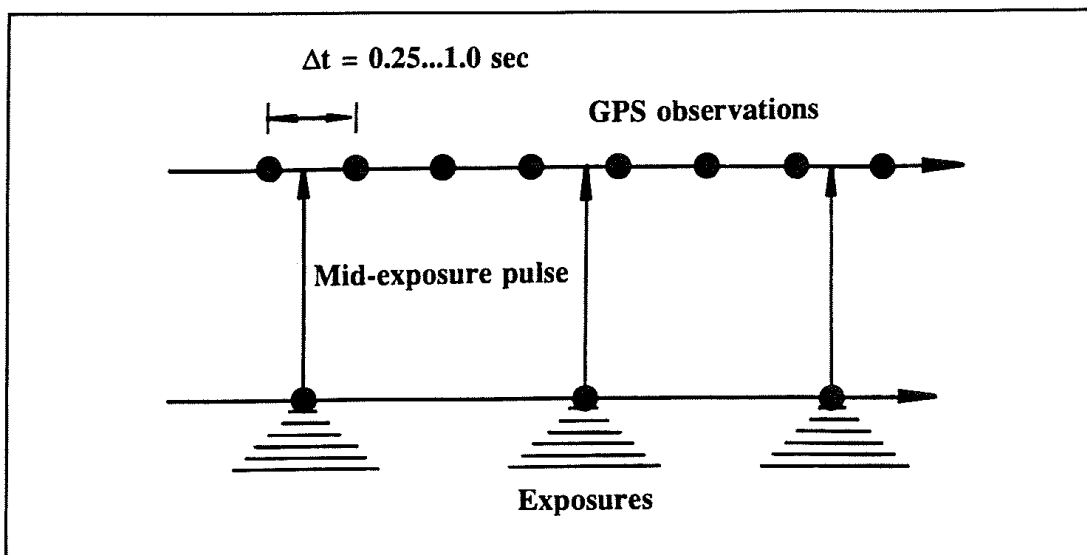 Δt = 0.25...1.0 sec
GPS observations
Mid-exposure pulse
Exposures